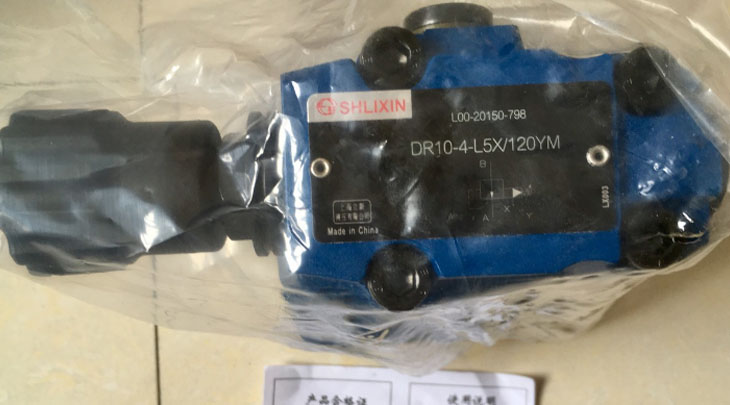 SHLIXIN
L00-20150-798
DR10-4-L5X/120YM
B
A
X
Y
LX003
Made in China
产品合格证
使用说明